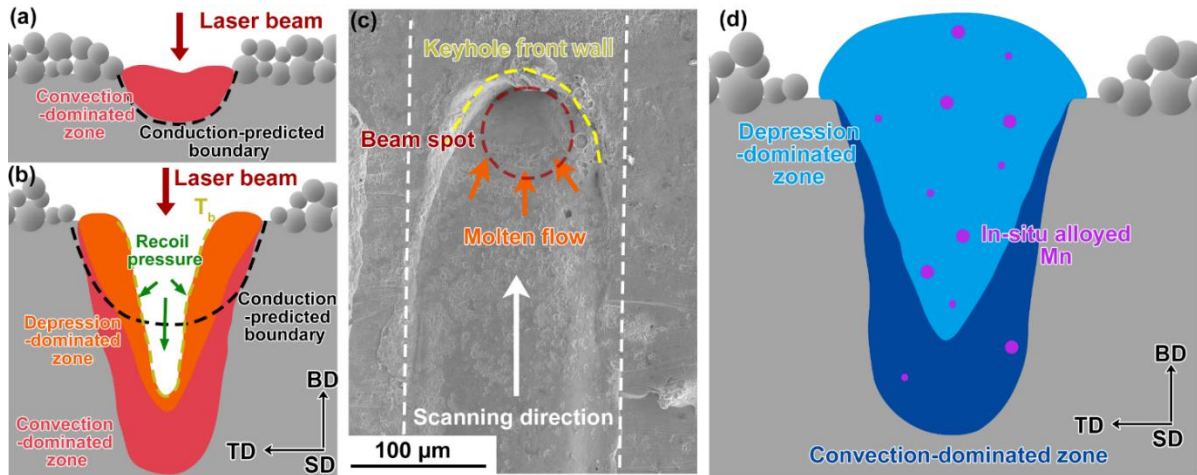 (a)
Laser beam
Convection
-dominated
zone
Conduction-predicted
boundary
(b)
Laser beam
T_b
Recoil
pressure
Conduction
-predicted
boundary
Depression
-dominated
zone
Convection
-dominated
zone
BD
TD
SD
(c)
Keyhole front wall
Beam spot
Molten flow
Scanning direction
100 μm
(d)
Depression
-dominated
zone
In-situ alloyed
Mn
BD
TD
SD
Convection-dominated zone